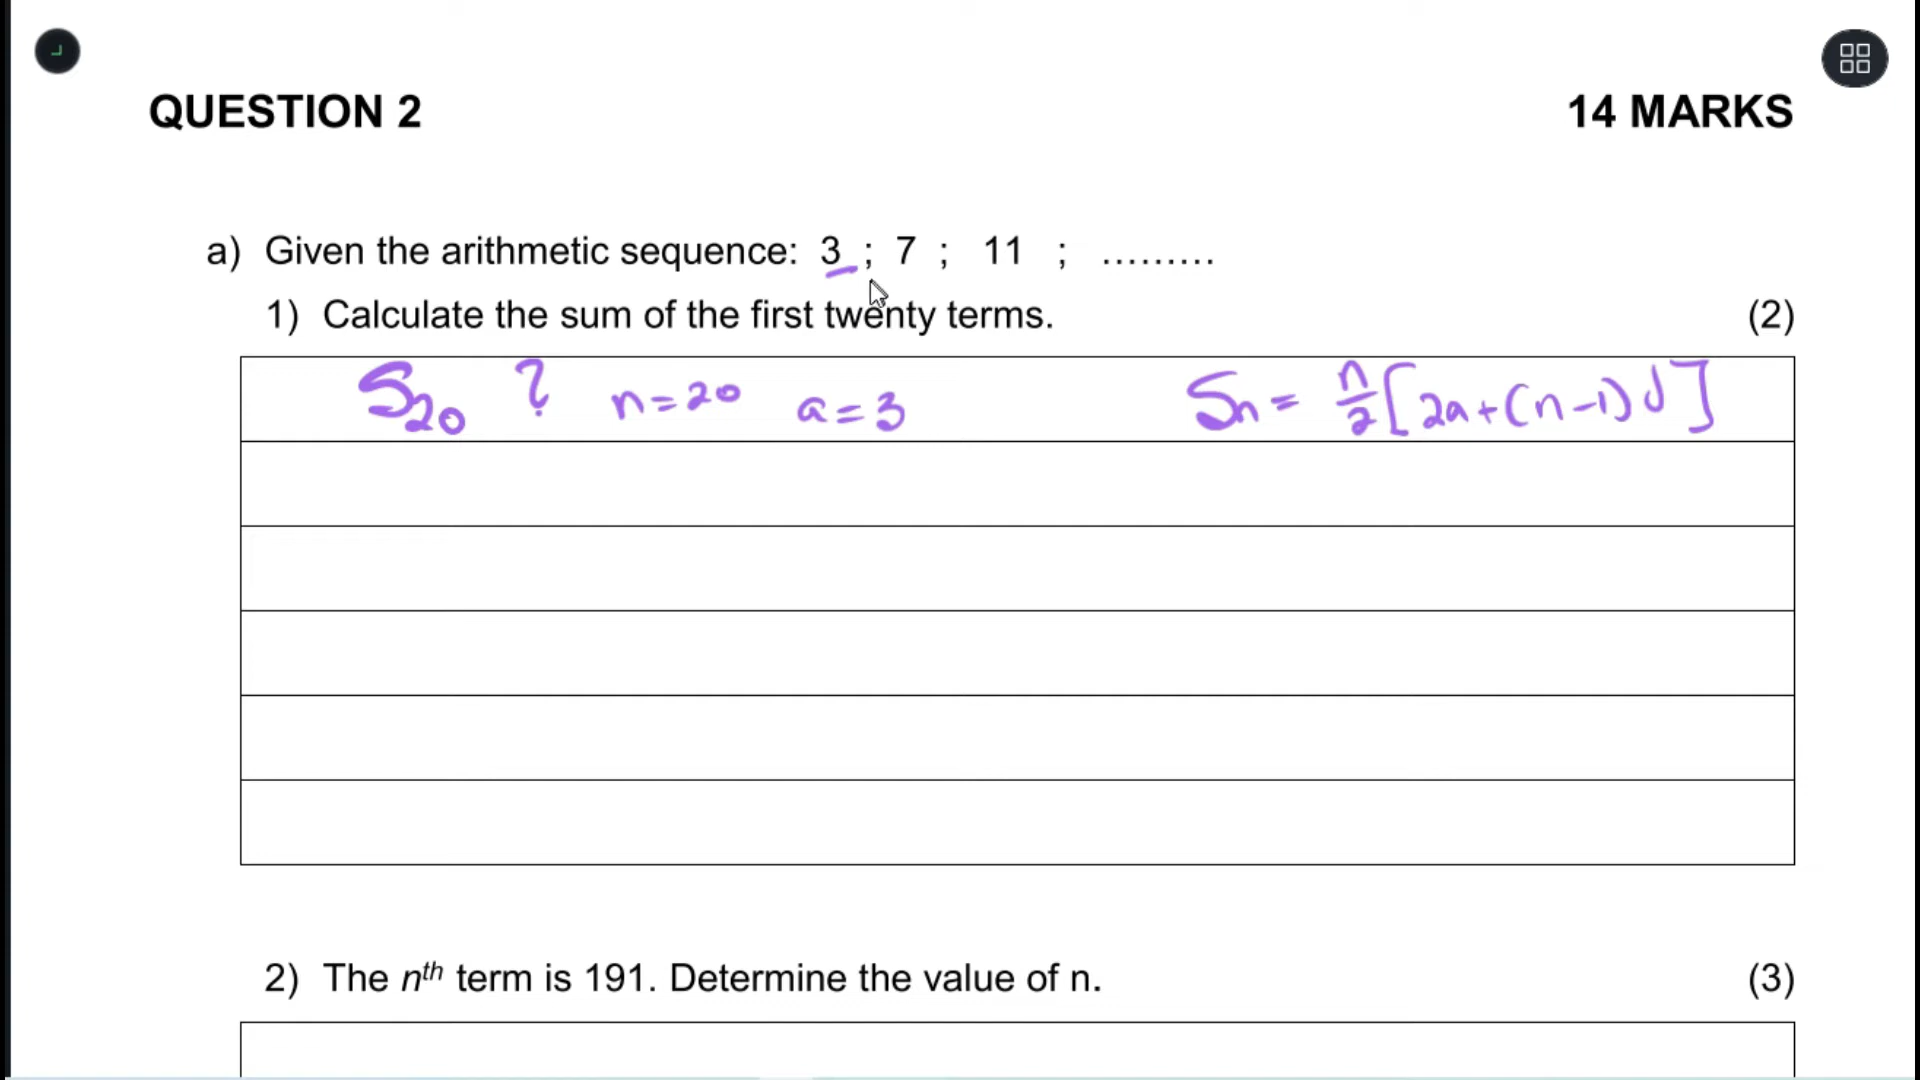 QUESTION 2 14 MARKS
a) Given the arithmetic sequence: 3 ; 7 ; 11 ; .........
1) Calculate the sum of the first twenty terms. (2)
S₂₀ ? n=20 a=3 Sn = n/2[2a+(n-1)d]
2) The nᵗʰ term is 191. Determine the value of n. (3)